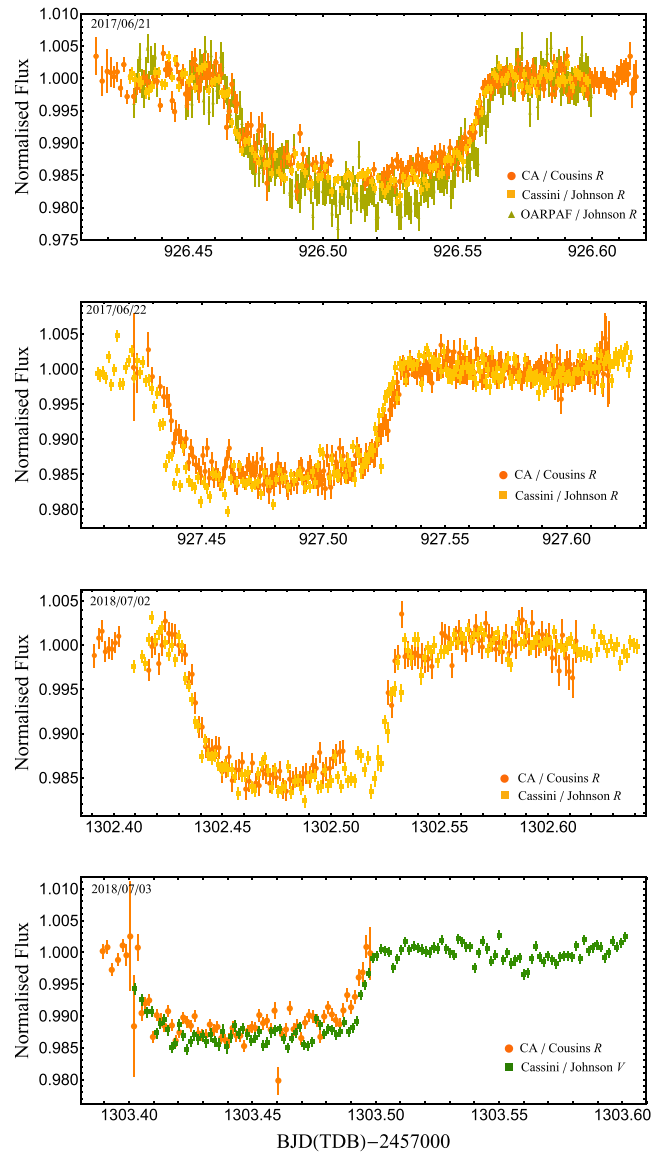 2017/06/21
1.010
1.005
1.000
0.995
0.990
0.985
0.980
0.975
Normalised Flux
CA / Cousins R
Cassini / Johnson R
OARPAF / Johnson R
926.45 926.50 926.55 926.60
2017/06/22
1.005
1.000
0.995
0.990
0.985
0.980
Normalised Flux
CA / Cousins R
Cassini / Johnson R
927.45 927.50 927.55 927.60
2018/07/02
1.005
1.000
0.995
0.990
0.985
Normalised Flux
CA / Cousins R
Cassini / Johnson R
1302.40 1302.45 1302.50 1302.55 1302.60
2018/07/03
1.010
1.005
1.000
0.995
0.990
0.985
0.980
Normalised Flux
CA / Cousins R
Cassini / Johnson V
1303.40 1303.45 1303.50 1303.55 1303.60
BJD(TDB)−2457000